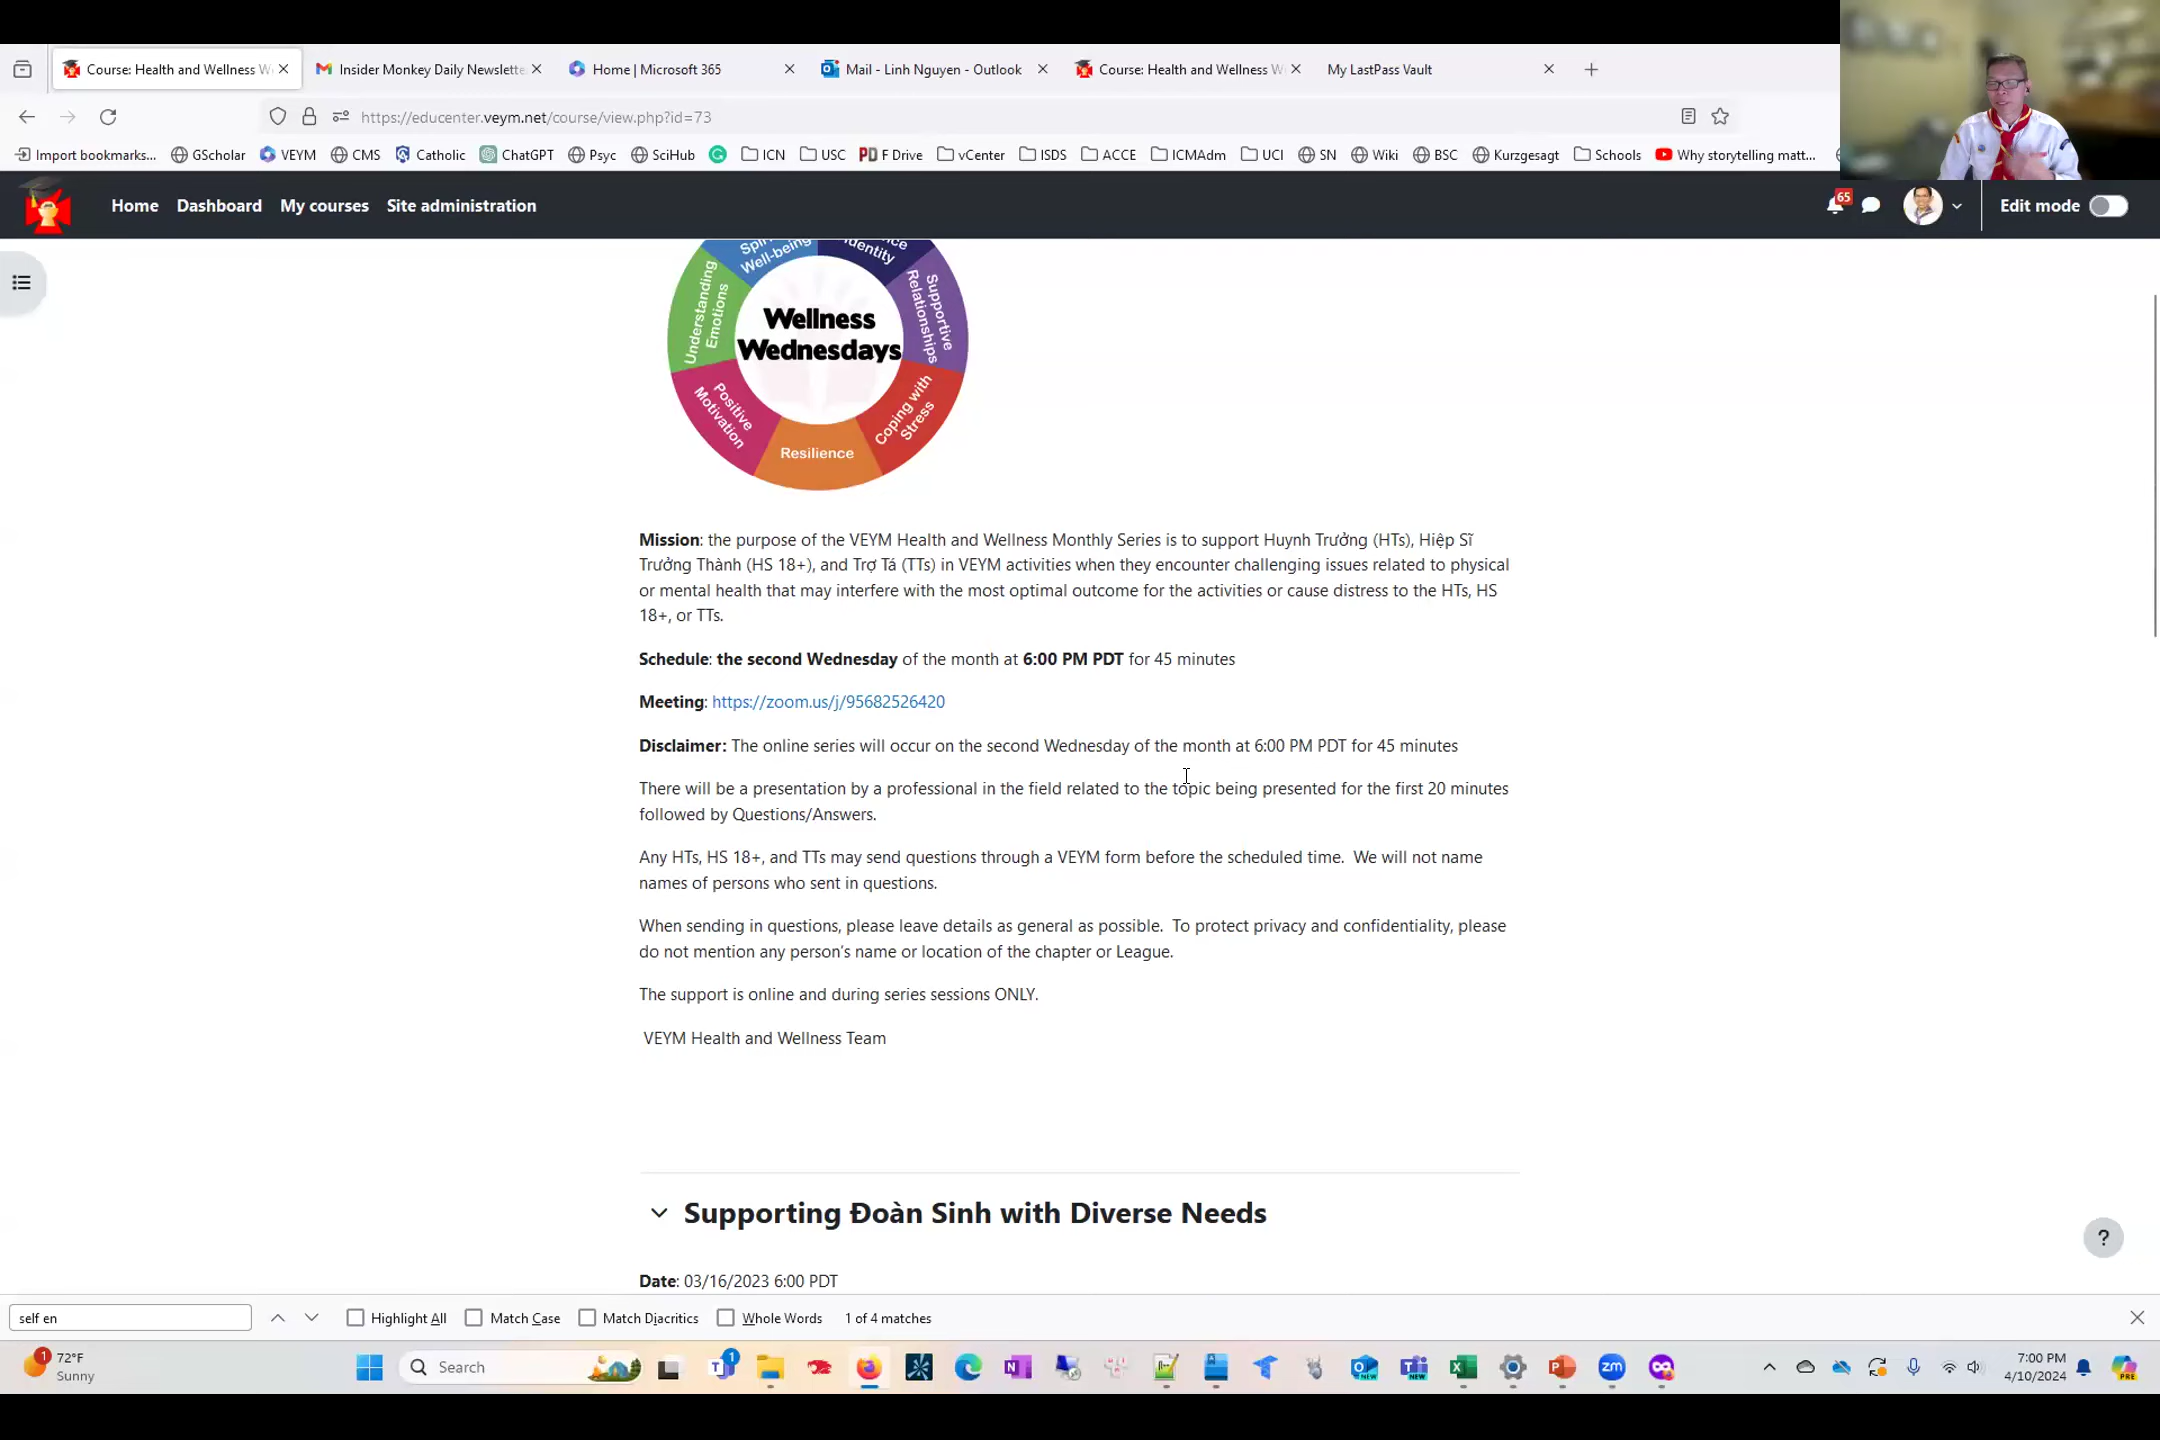 Course: Health and Wellness W
Insider Monkey Daily Newslette
Home | Microsoft 365
Mail - Linh Nguyen - Outlook
Course: Health and Wellness W
My LastPass Vault
https://educenter.veym.net/course/view.php?id=73
Import bookmarks...
GScholar
VEYM
CMS
Catholic
ChatGPT
Psyc
SciHub
ICN
USC
F Drive
vCenter
ISDS
ACCE
ICMAdm
UCI
SN
Wiki
BSC
Kurzgesagt
Schools
Why storytelling matt...
Home
Dashboard
My courses
Site administration
65
Edit mode
Well-being
Identity
Understanding
Emotions
Supportive
Relationships
Wellness
Wednesdays
Positive
Motivation
Coping with
Stress
Resilience
Mission: the purpose of the VEYM Health and Wellness Monthly Series is to support Huynh Trưởng (HTs), Hiệp Sĩ
Trưởng Thành (HS 18+), and Trợ Tá (TTs) in VEYM activities when they encounter challenging issues related to physical
or mental health that may interfere with the most optimal outcome for the activities or cause distress to the HTs, HS
18+, or TTs.
Schedule: the second Wednesday of the month at 6:00 PM PDT for 45 minutes
Meeting: https://zoom.us/j/95682526420
Disclaimer: The online series will occur on the second Wednesday of the month at 6:00 PM PDT for 45 minutes
There will be a presentation by a professional in the field related to the topic being presented for the first 20 minutes
followed by Questions/Answers.
Any HTs, HS 18+, and TTs may send questions through a VEYM form before the scheduled time.  We will not name
names of persons who sent in questions.
When sending in questions, please leave details as general as possible.  To protect privacy and confidentiality, please
do not mention any person's name or location of the chapter or League.
The support is online and during series sessions ONLY.
VEYM Health and Wellness Team
Supporting Đoàn Sinh with Diverse Needs
Date: 03/16/2023 6:00 PDT
?
self en
Highlight All
Match Case
Match Diacritics
Whole Words
1 of 4 matches
1
72°F
Sunny
Search
1
7:00 PM
4/10/2024